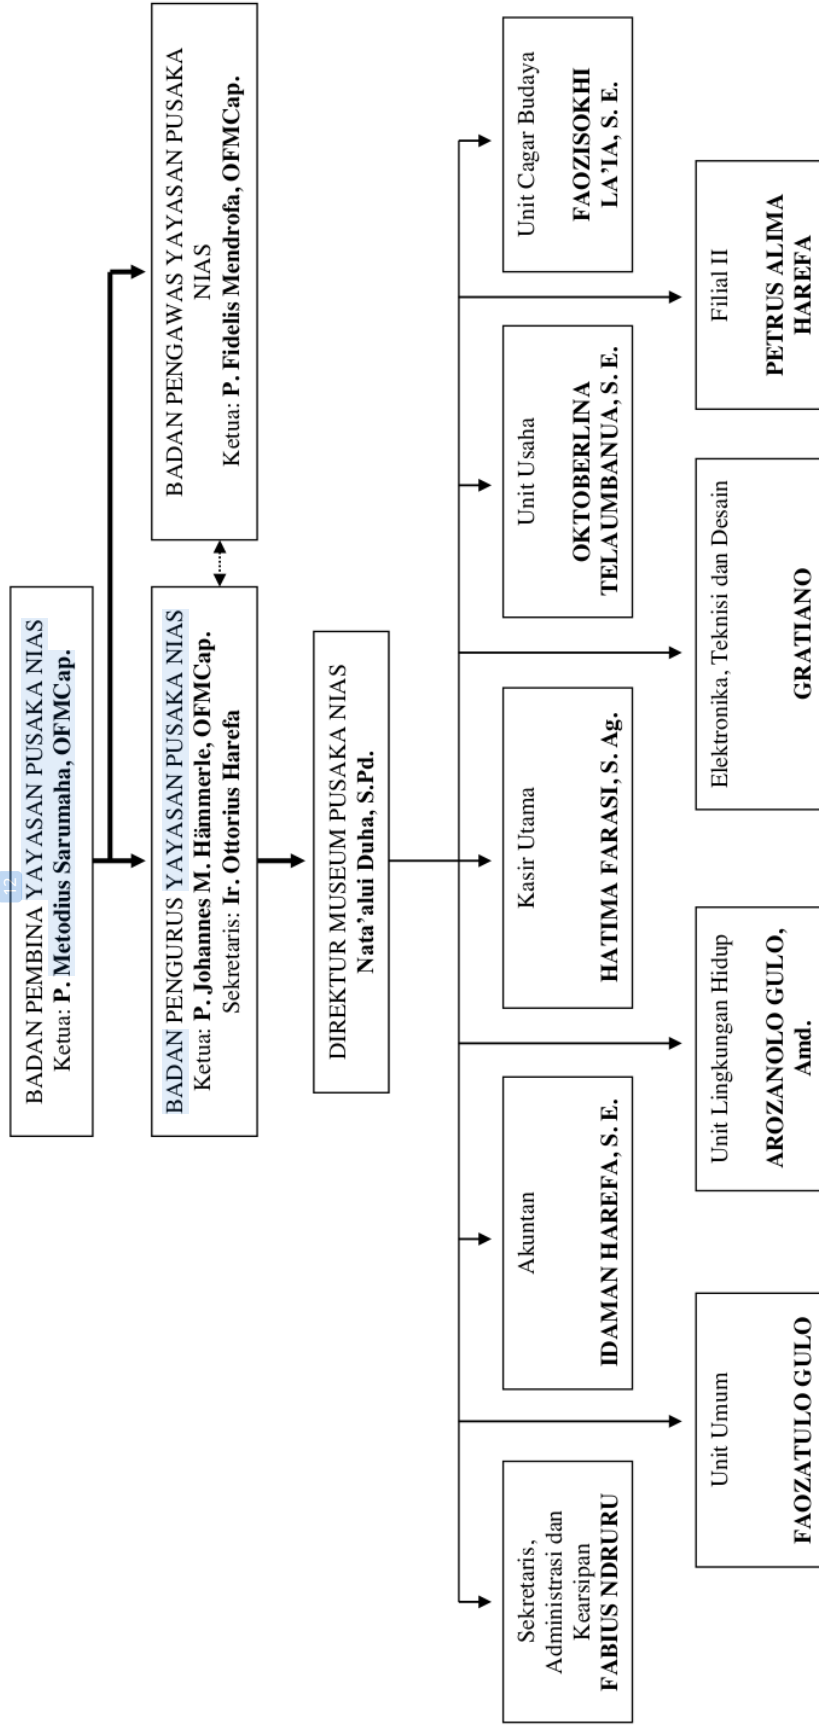 12
BADAN PEMBINA YAYASAN PUSAKA NIAS
Ketua: P. Metodius Sarumaha, OFMCap.
BADAN PENGURUS YAYASAN PUSAKA NIAS
Ketua: P. Johannes M. Hämmerle, OFMCap.
Sekretaris: Ir. Ottorius Harefa
BADAN PENGAWAS YAYASAN PUSAKA
NIAS
Ketua: P. Fidelis Mendrofa, OFMCap.
DIREKTUR MUSEUM PUSAKA NIAS
Nata’alui Duha, S.Pd.
Sekretaris,
Administrasi dan
Kearsipan
FABIUS NDRURU
Akuntan
IDAMAN HAREFA, S. E.
Kasir Utama
HATIMA FARASI, S. Ag.
Unit Usaha
OKTOBERLINA
TELAUMBANUA, S. E.
Unit Cagar Budaya
FAOZISOKHI
LA’IA, S. E.
Unit Umum
FAOZATULO GULO
Unit Lingkungan Hidup
AROZANOLO GULO,
Amd.
Elektronika, Teknisi dan Desain
GRATIANO
Filial II
PETRUS ALIMA
HAREFA